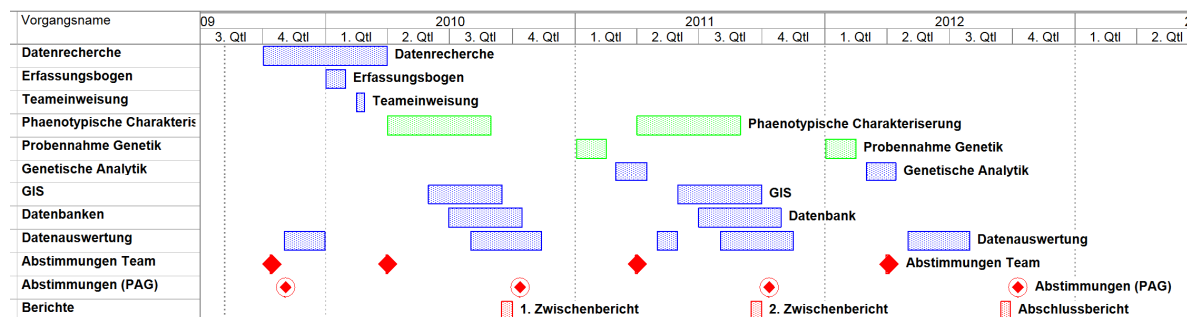 Vorgangsname 09 2010 2011 2012 2
3. Qtl 4. Qtl 1. Qtl 2. Qtl 3. Qtl 4. Qtl 1. Qtl 2. Qtl 3. Qtl 4. Qtl 1. Qtl 2. Qtl 3. Qtl 4. Qtl 1. Qtl 2. Qtl
Datenrecherche Datenrecherche
Erfassungsbogen Erfassungsbogen
Teameinweisung Teameinweisung
Phaenotypische Charakteris Phaenotypische Charakteriserung
Probennahme Genetik Probennahme Genetik
Genetische Analytik Genetische Analytik
GIS GIS
Datenbanken Datenbank
Datenauswertung Datenauswertung
Abstimmungen Team Abstimmungen Team
Abstimmungen (PAG) Abstimmungen (PAG)
Berichte 1. Zwischenbericht 2. Zwischenbericht Abschlussbericht